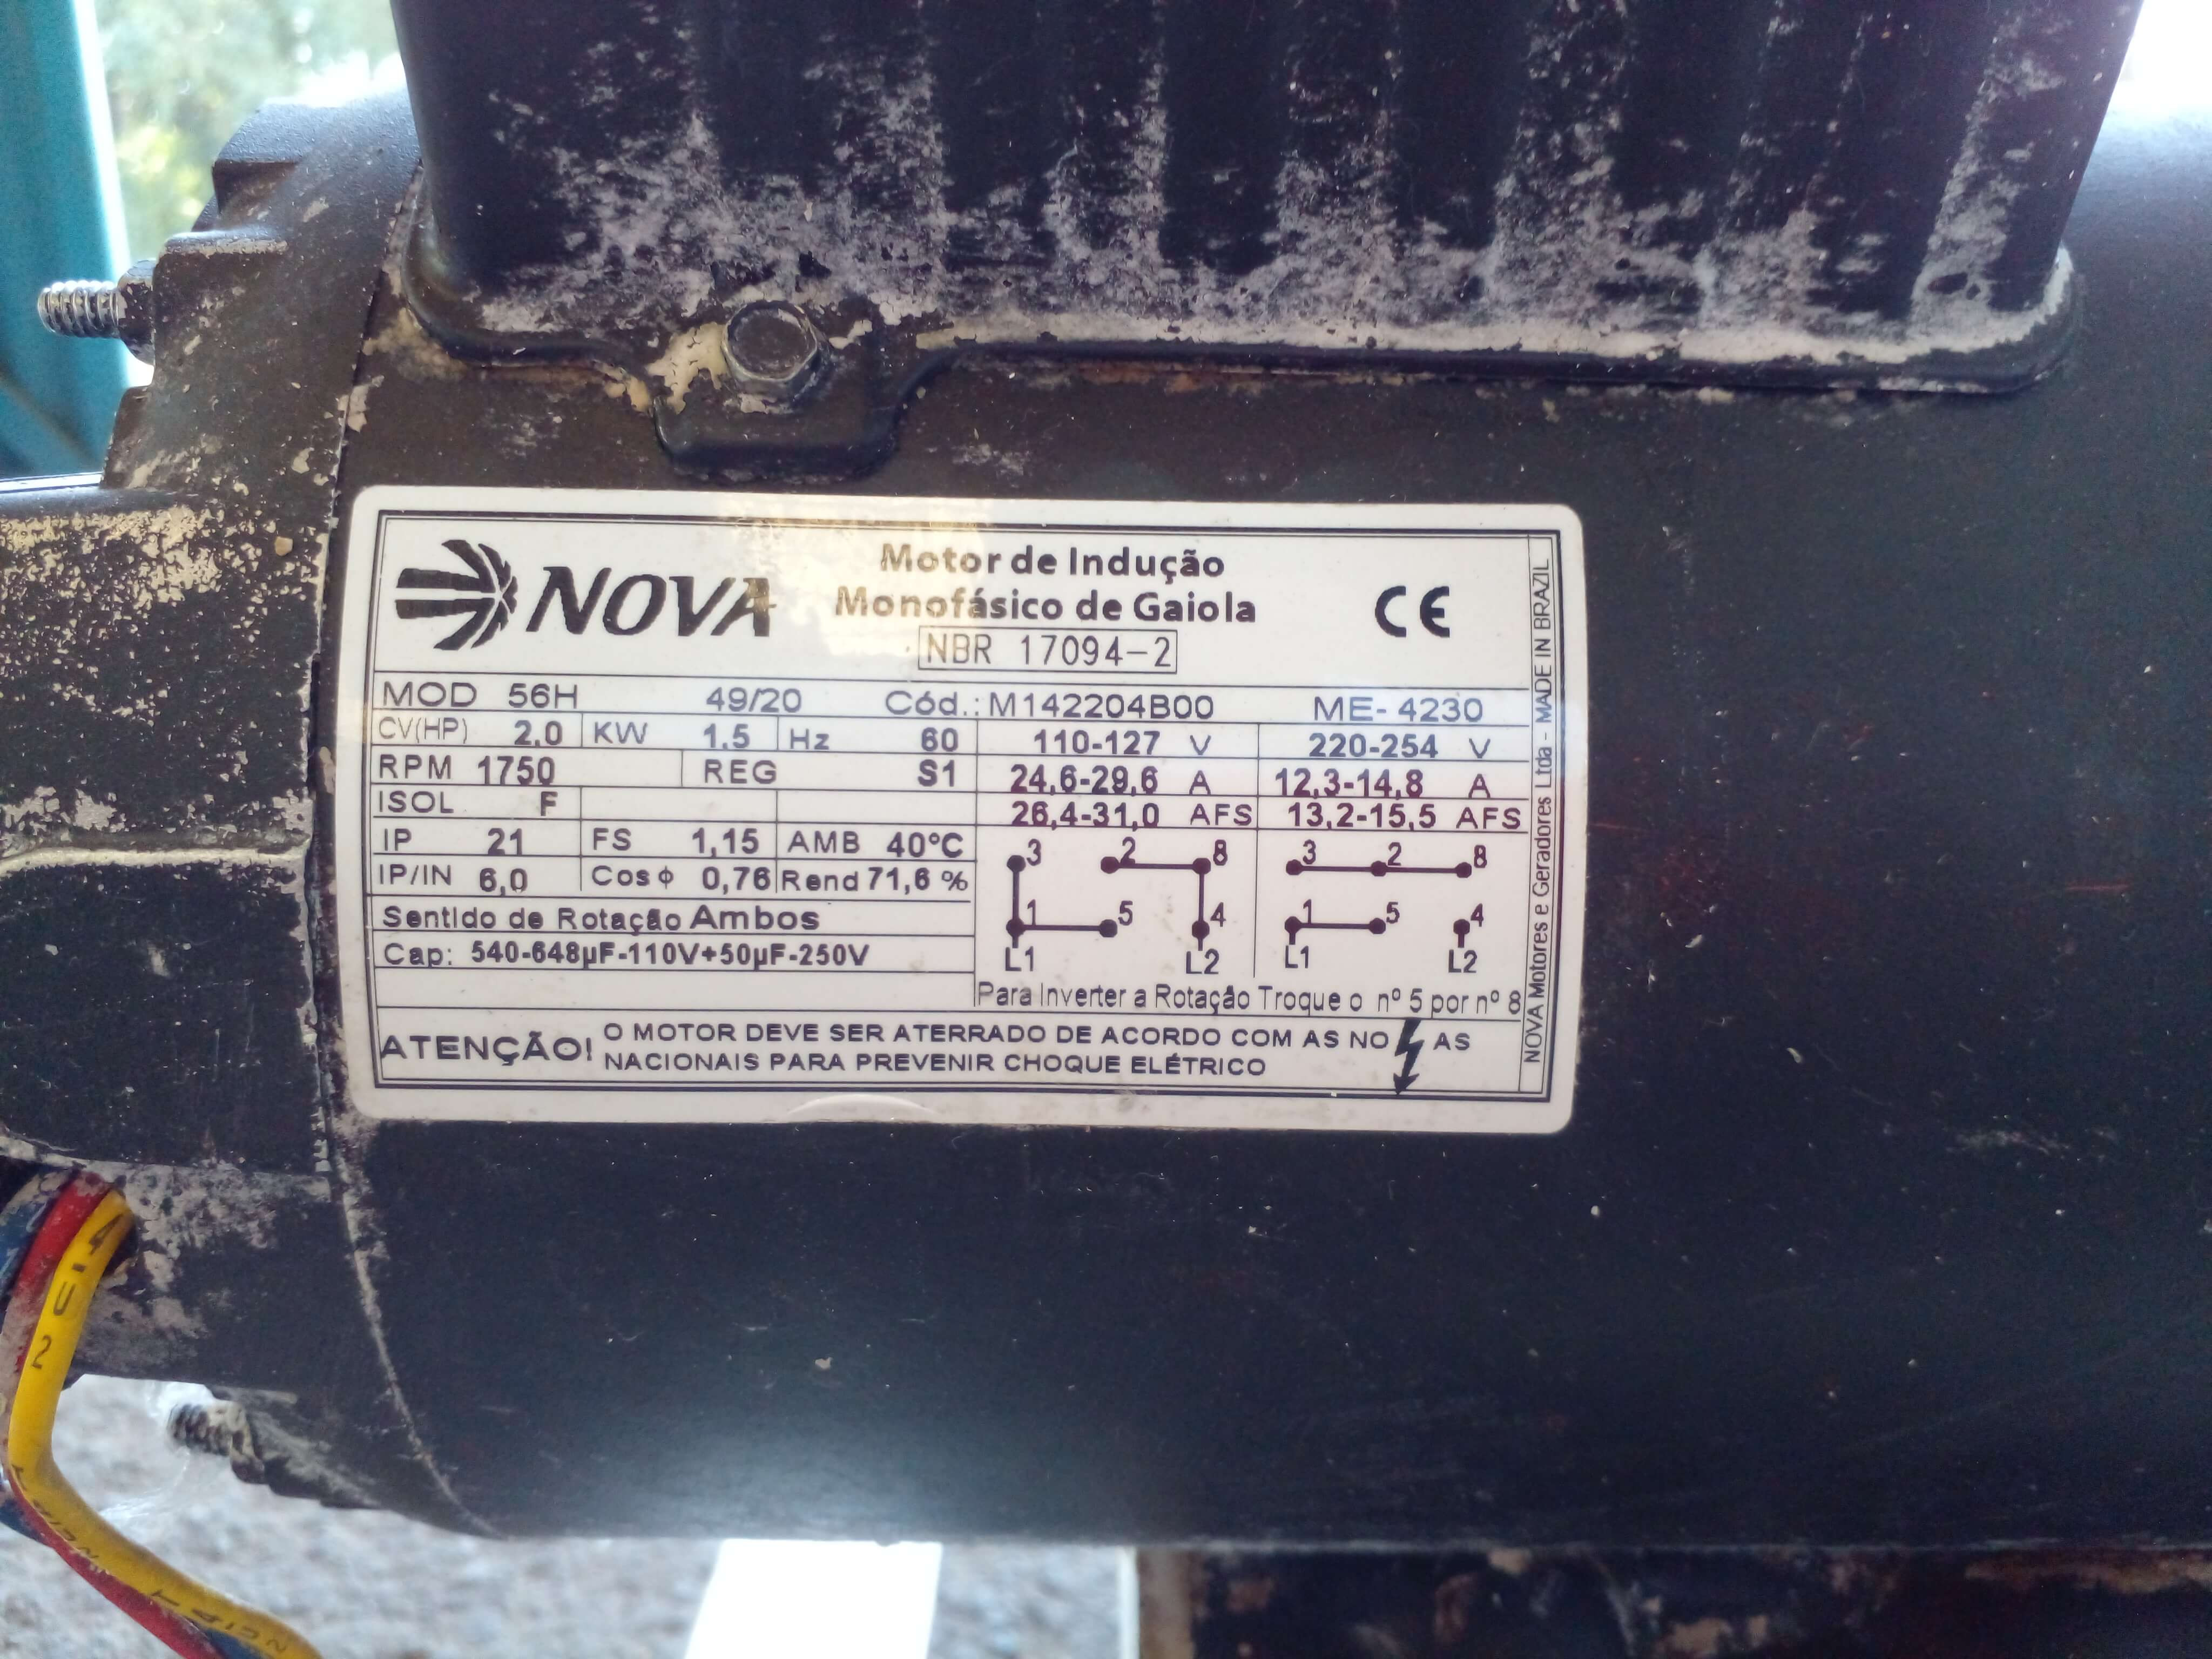 NOVA
Motor de Indução
Monofásico de Gaiola
NBR 17094-2
CE
MOD 56H 49/20 Cód.: M142204B00 ME- 4230
CV(HP) 2.0 KW 1.5 Hz 60 110-127 V 220-254 V
RPM 1750 REG S1 24,6-29,6 A 12,3-14,8 A
ISOL F 26,4-31,0 AFS 13,2-15,5 AFS
IP 21 FS 1,15 AMB 40°C
IP/IN 6,0 Cos ϕ 0,76 Rend 71,6 %
Sentido de Rotação Ambos
Cap: 540-648µF-110V+50µF-250V
3 2 8
1 5 4
L1 L2
3 2 8
1 5 4
L1 L2
Para Inverter a Rotação Troque o nº 5 por nº 8
ATENÇÃO! O MOTOR DEVE SER ATERRADO DE ACORDO COM AS NO AS
NACIONAIS PARA PREVENIR CHOQUE ELÉTRICO
NOVA Motores e Geradores Ltda - MADE IN BRAZIL